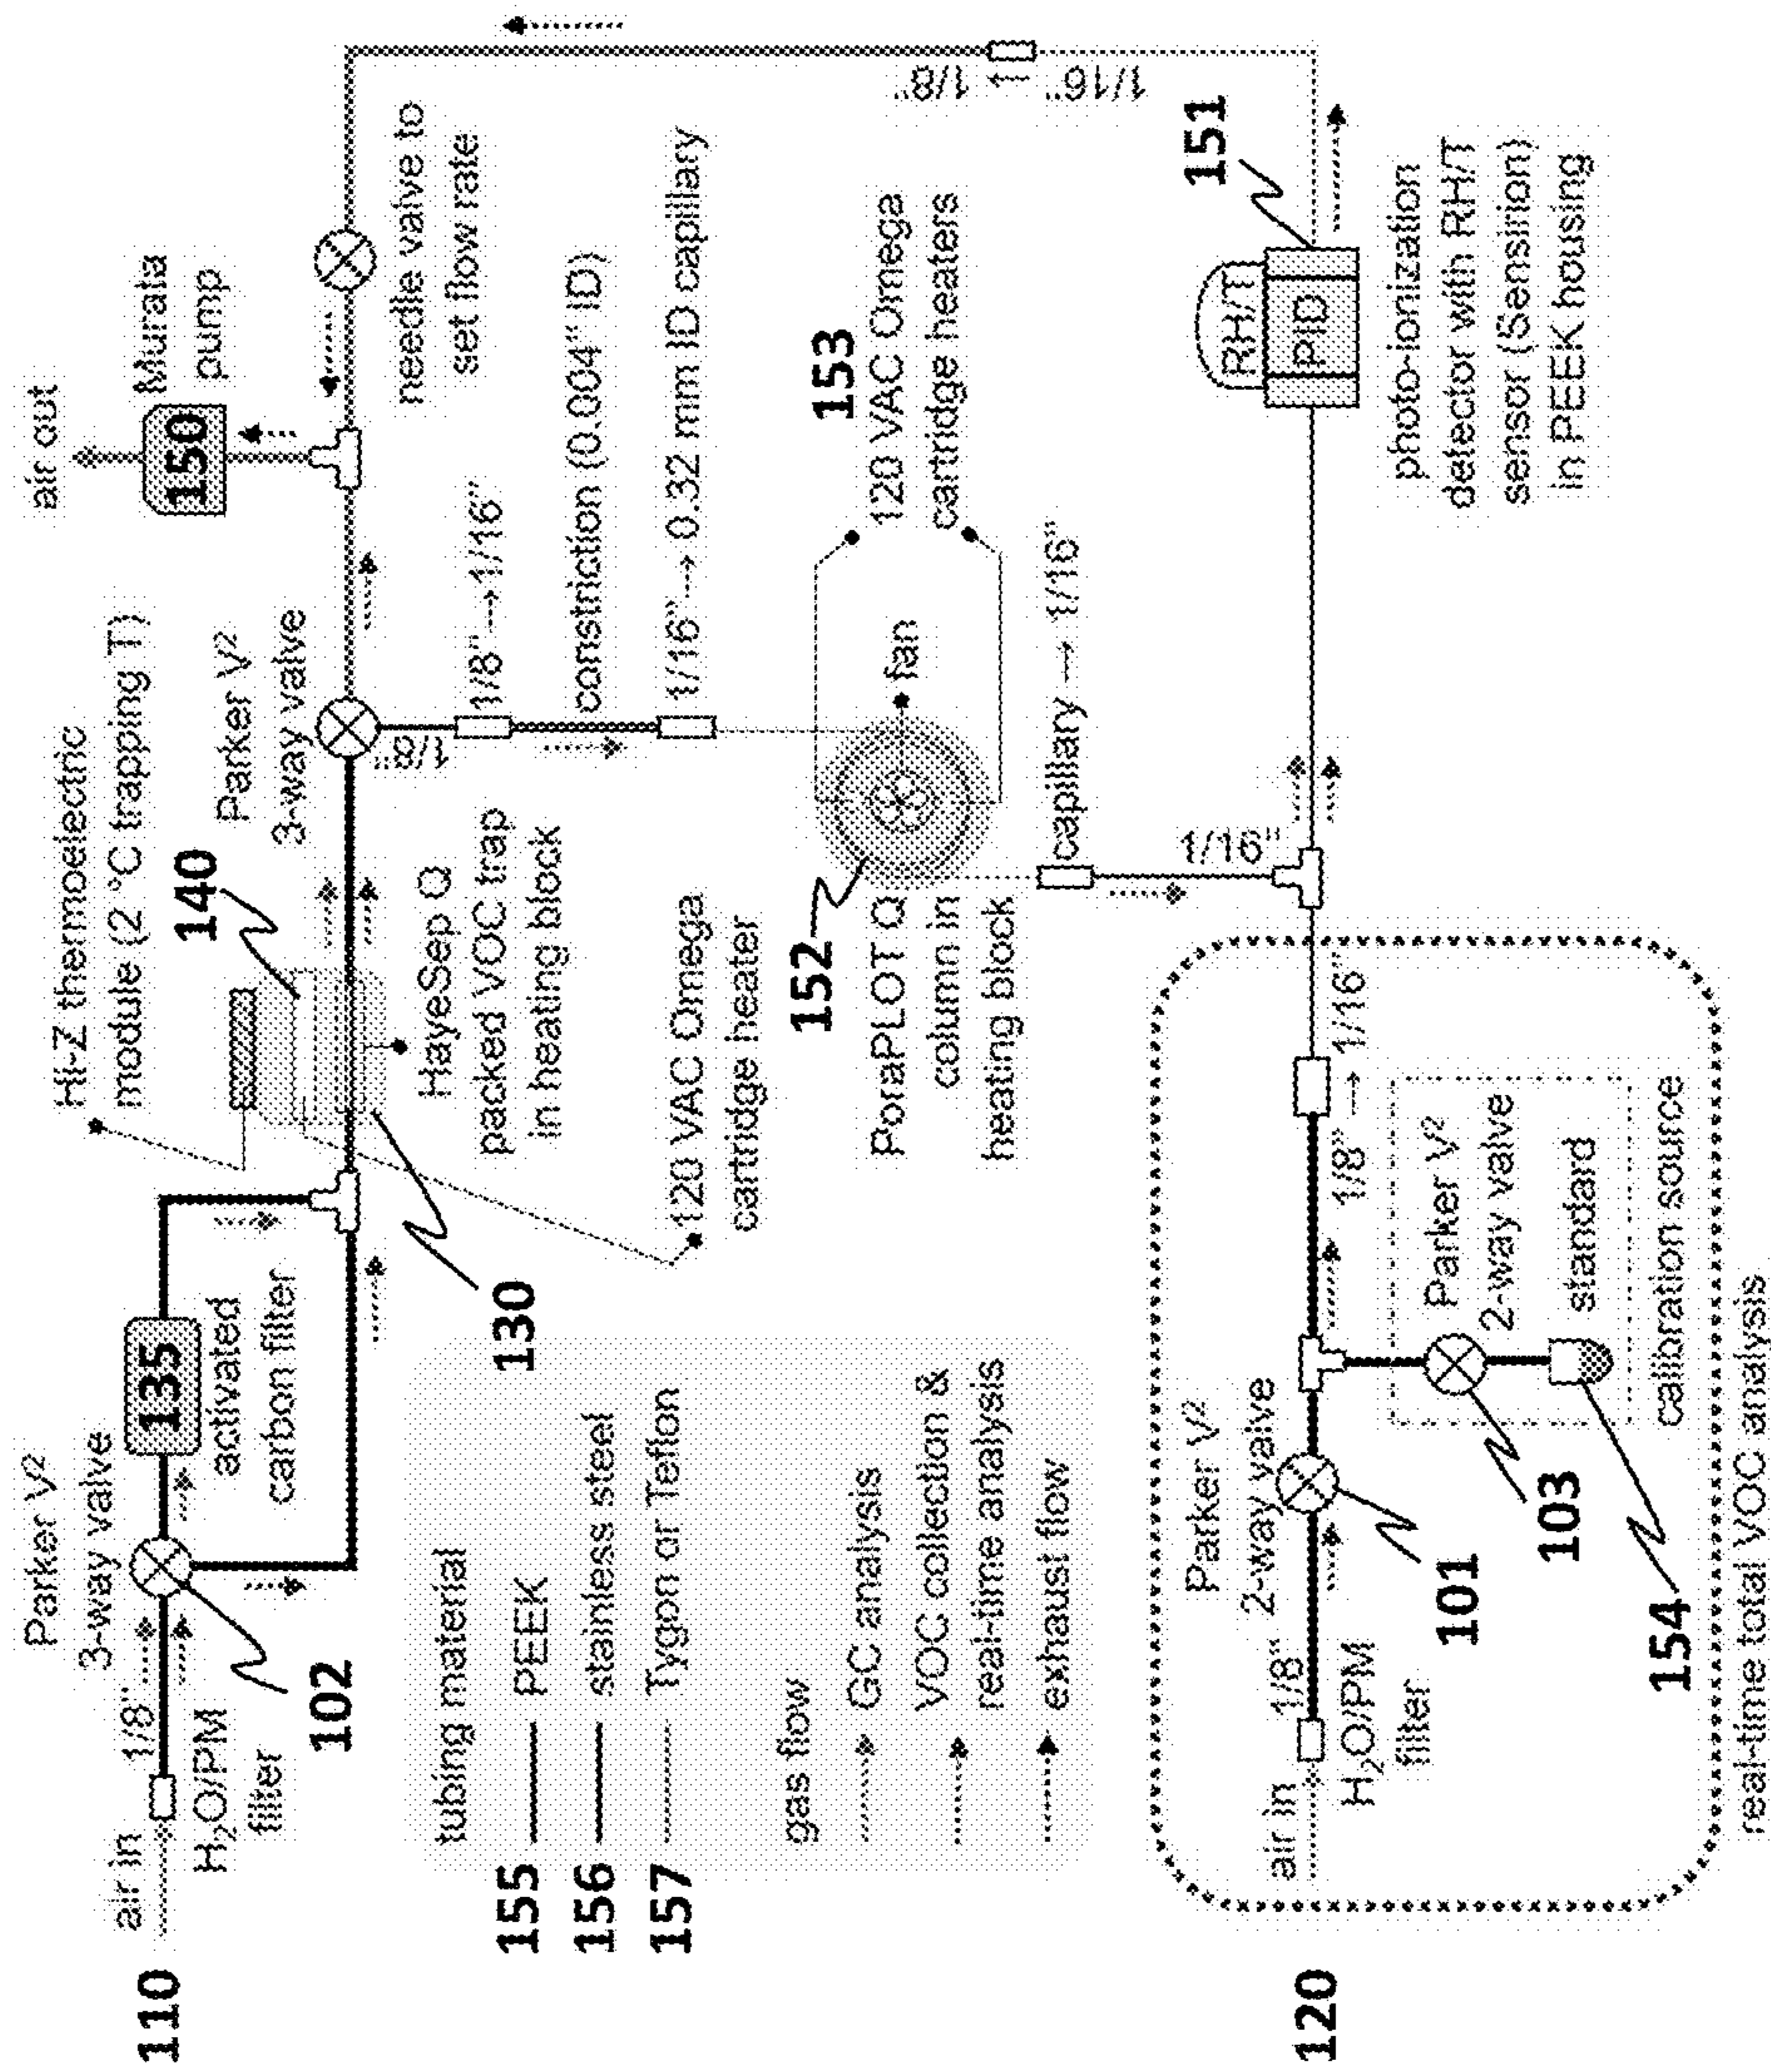 110
air in
1/8"
H₂O/PM
filter
102
Parker V²
3-way valve
135
activated
carbon filter
130
Hi-Z thermoelectric
module (2 °C trapping T)
140
HayeSep Q
packed VOC trap
in heating block
120 VAC Omega
cartridge heater
Parker V²
3-way valve
1/8"
1/8"→1/16"
constriction (0.004" ID)
1/16"→ 0.32 mm ID capillary
air out
Murata
pump
150
needle valve to
set flow rate
1/8"
↑
1/16"
153
120 VAC Omega
cartridge heaters
fan
152
PoraPLOT Q
column in
heating block
capillary → 1/16"
1/16"
151
RH/T
PID
photo-ionization
detector with RH/T
sensor (Sensiiion)
in PEEK housing
tubing material
155 PEEK
156 stainless steel
157 Tygon or Teflon
gas flow
GC analysis
VOC collection &
real-time analysis
exhaust flow
120
air in
1/8"
H₂O/PM
filter
Parker V²
2-way valve
101
103
154
1/8" → 1/16"
Parker V²
2-way valve
standard
calibration source
real-time total VOC analysis